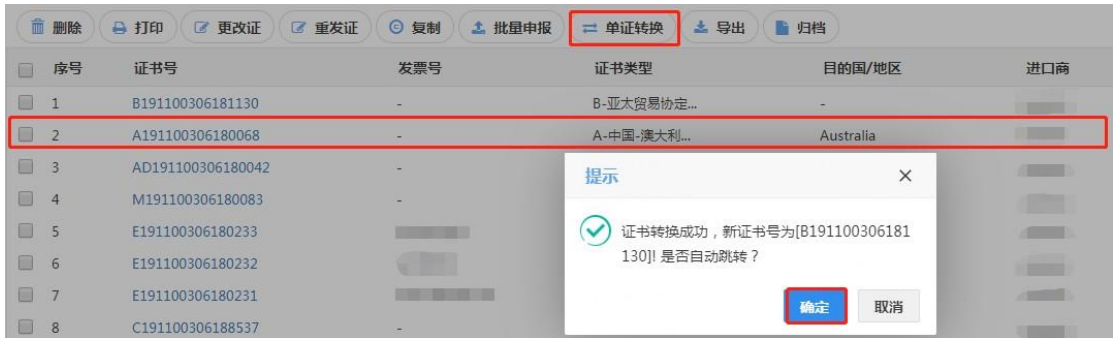 删除 打印 更改证 重发证 复制 批量申报 单证转换 导出 归档
序号 证书号 发票号 证书类型 目的国/地区 进口商
1 B191100306181130 - B-亚太贸易协定... -
2 A191100306180068 - A-中国-澳大利... Australia
3 AD191100306180042 -
4 M191100306180083 -
5 E191100306180233
6 E191100306180232
7 E191100306180231
8 C191100306188537 -
提示 ×
证书转换成功，新证书号为[B191100306181
130]! 是否自动跳转？
确定 取消